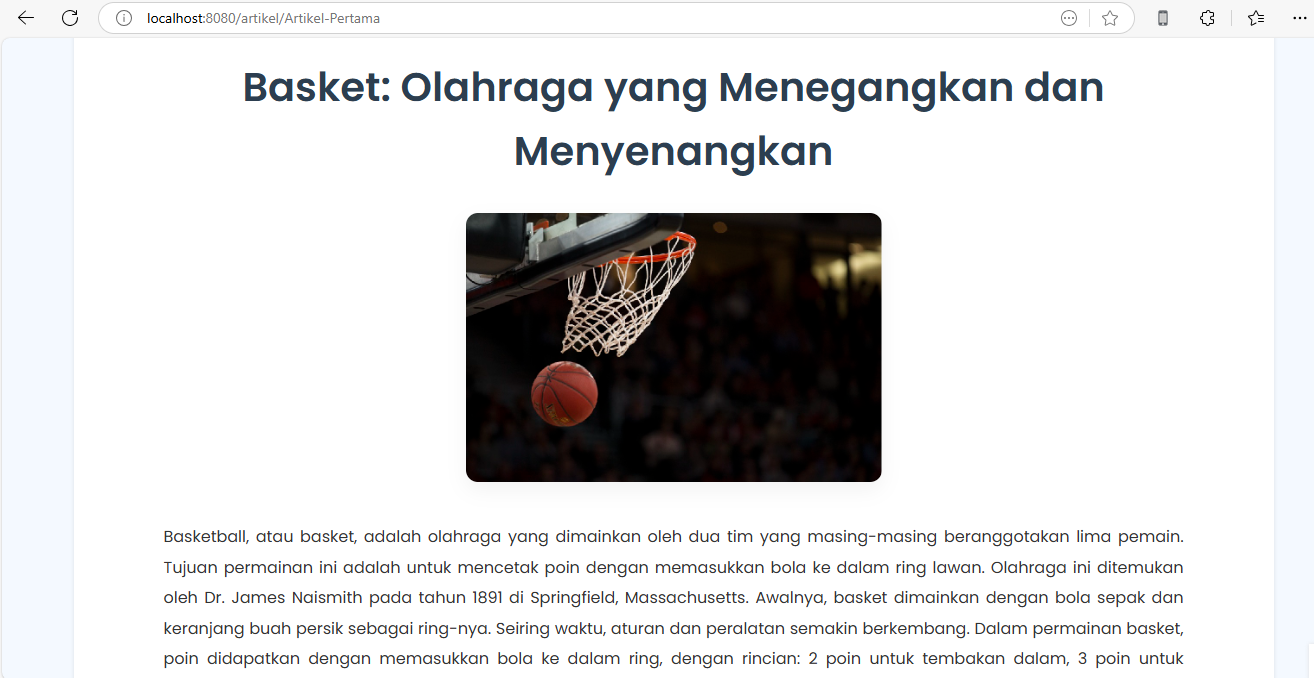 localhost:8080/artikel/Artikel-Pertama
Basket: Olahraga yang Menegangkan dan
Menyenangkan
Basketball, atau basket, adalah olahraga yang dimainkan oleh dua tim yang masing-masing beranggotakan lima pemain.
Tujuan permainan ini adalah untuk mencetak poin dengan memasukkan bola ke dalam ring lawan. Olahraga ini ditemukan
oleh Dr. James Naismith pada tahun 1891 di Springfield, Massachusetts. Awalnya, basket dimainkan dengan bola sepak dan
keranjang buah persik sebagai ring-nya. Seiring waktu, aturan dan peralatan semakin berkembang. Dalam permainan basket,
poin didapatkan dengan memasukkan bola ke dalam ring, dengan rincian: 2 poin untuk tembakan dalam, 3 poin untuk